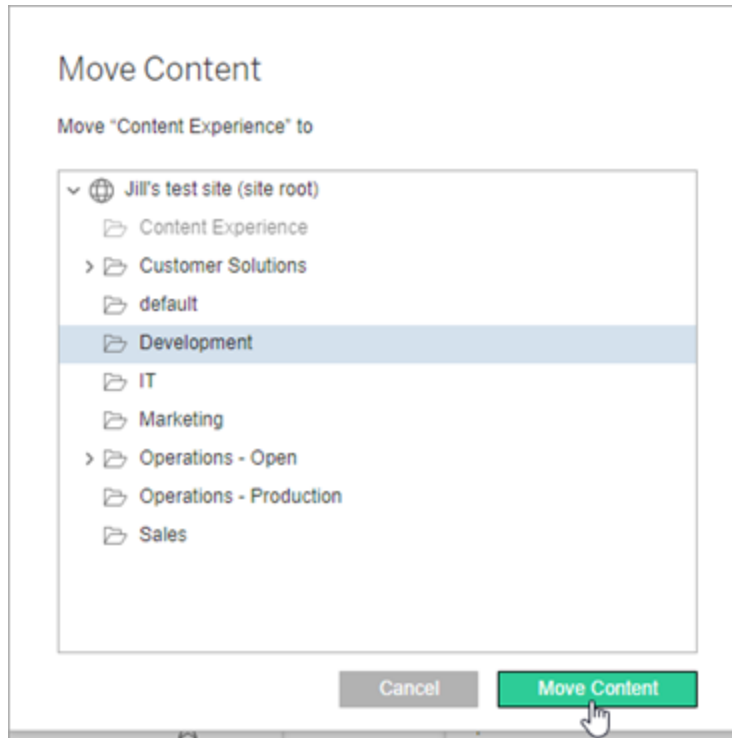 Move Content
Move “Content Experience” to
Jill's test site (site root)
Content Experience
Customer Solutions
default
Development
IT
Marketing
Operations - Open
Operations - Production
Sales
Cancel
Move Content